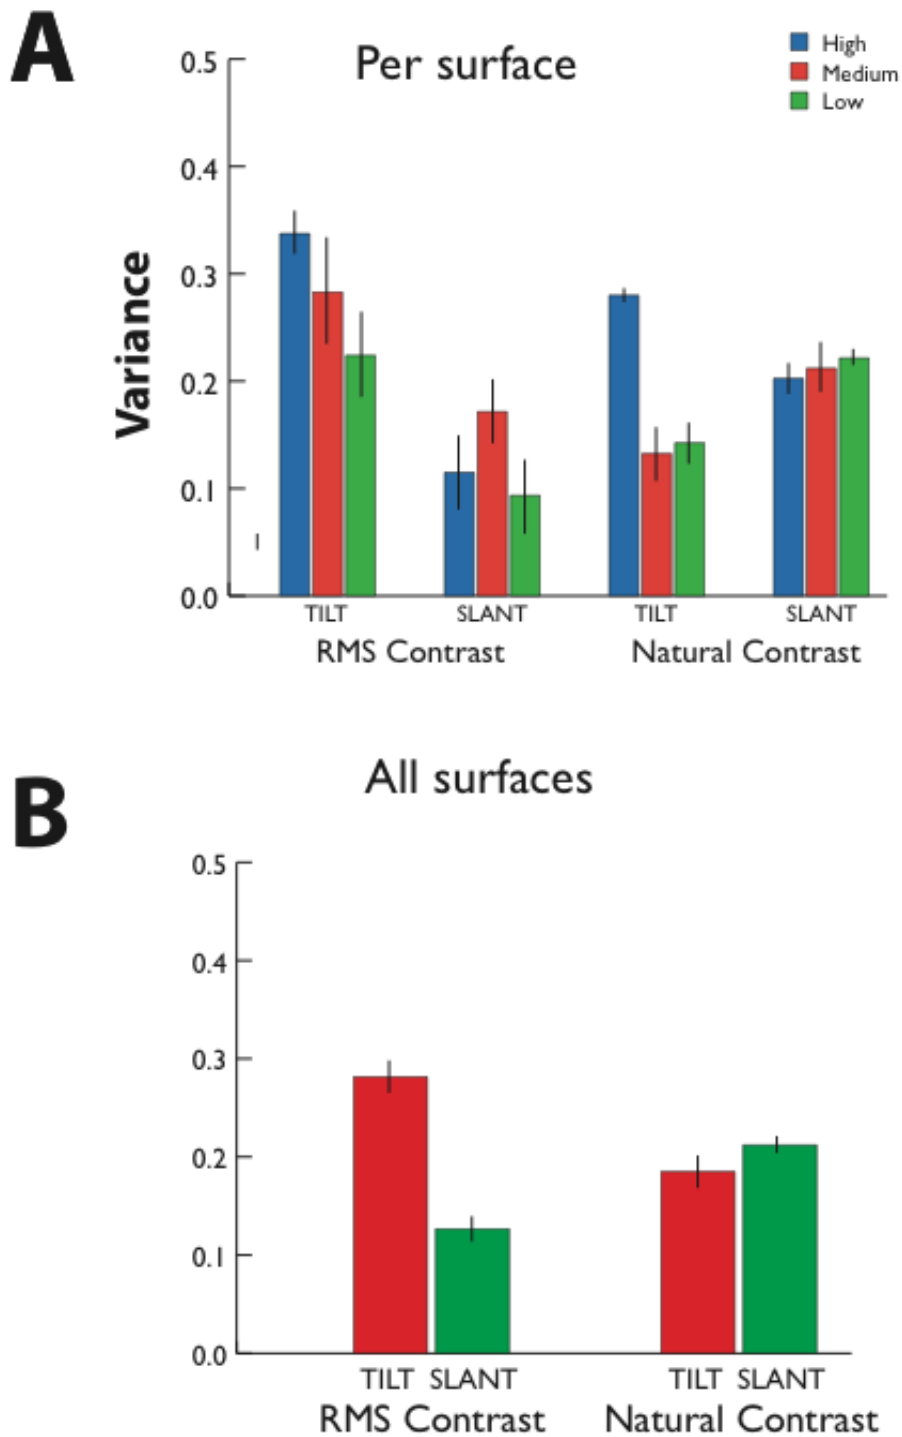 A
Per surface
High
Medium
Low
0.5
0.4
0.3
0.2
0.1
0.0
Variance
TILT SLANT TILT SLANT
RMS Contrast Natural Contrast
B
All surfaces
0.5
0.4
0.3
0.2
0.1
0.0
TILT SLANT TILT SLANT
RMS Contrast Natural Contrast